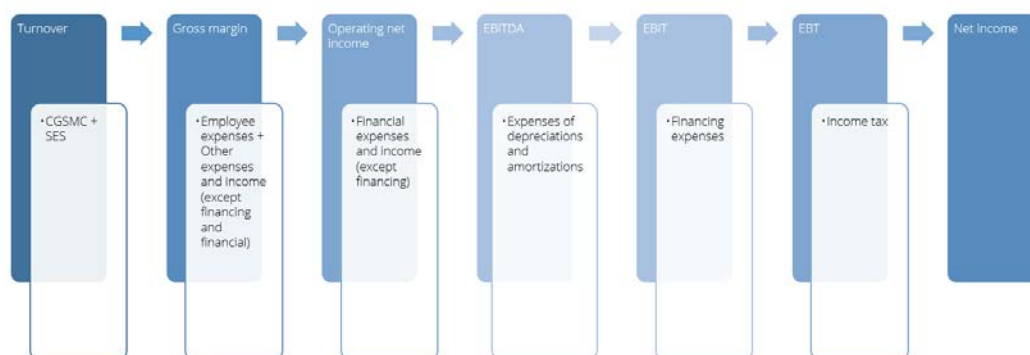 Turnover
Gross margin
Operating net
income
EBITDA
EBIT
EBT
Net Income
•CGSMC +
SES
•Employee
expenses +
Other
expenses
and income
(except
financing
and
financial)
•Financial
expenses
and income
(except
financing)
•Expenses of
depreciations
and
amortizations
•Financing
expenses
•Income tax